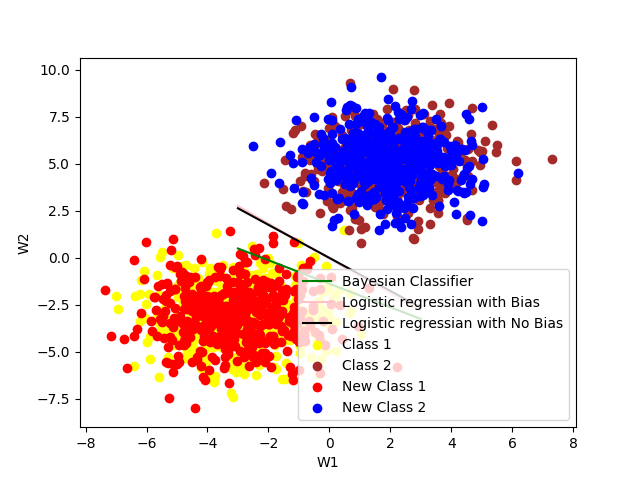 10.0
7.5
5.0
2.5
0.0
−2.5
−5.0
−7.5
W2
Bayesian Classifier
Logistic regressian with Bias
Logistic regressian with No Bias
Class 1
Class 2
New Class 1
New Class 2
−8 −6 −4 −2 0 2 4 6 8
W1